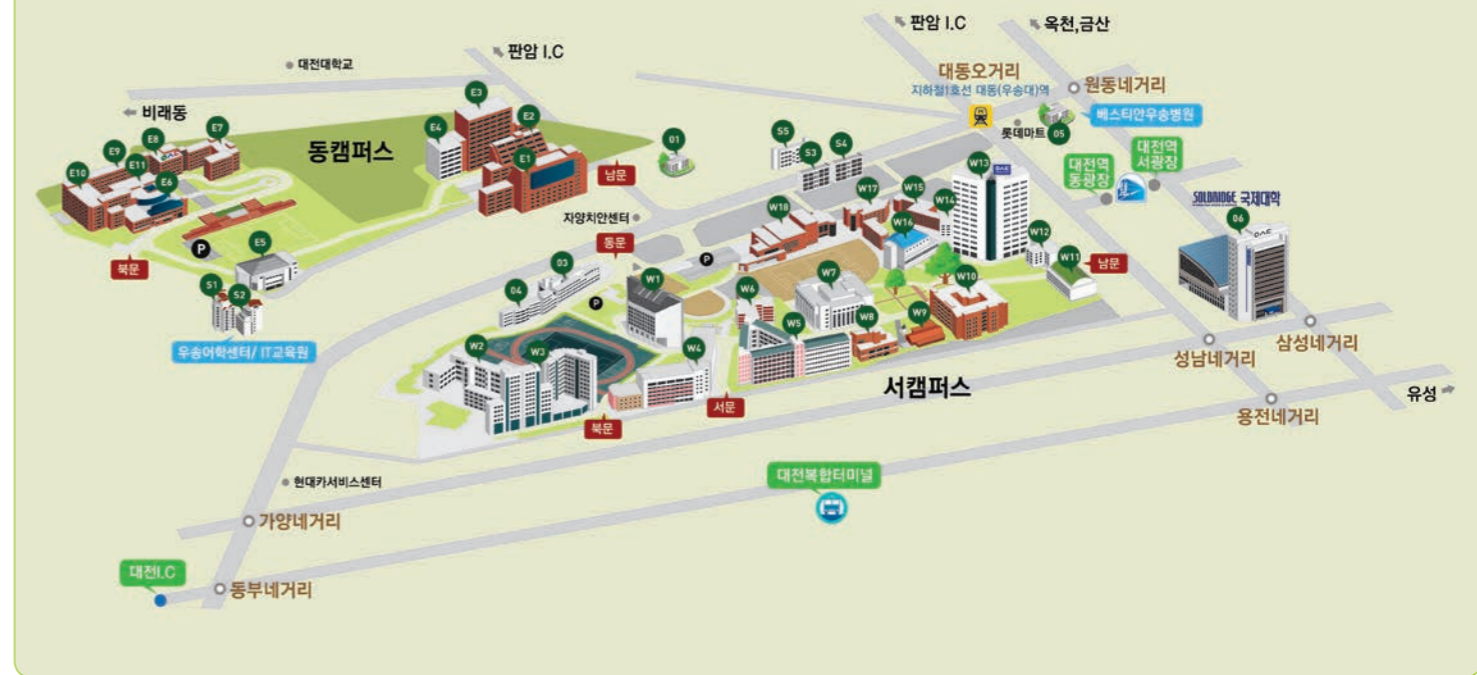 판암 I.C
옥천,금산
판암 I.C
대전대학교
대동오거리
지하철1호선 대동(우송대)역
원동네거리
베스티안우송병원
롯데마트
05
비래동
동캠퍼스
E3
E2
E4
E1
E7
E8
E9
E11
E10
E6
남문
01
S5
S3
S4
W13
대전역
동광장
대전역
서광장
SOLBRIDGE 국제대학
06
자양치안센터
동문
W18
W17
W15
W14
W16
W12
W11
남문
P
E5
북문
S1
S2
우송어학센터/ IT교육원
03
04
P
P
W1
W6
W7
W10
W9
W8
W5
W2
W3
W4
서캠퍼스
서문
북문
성남네거리
삼성네거리
용전네거리
유성
현대카서비스센터
대전복합터미널
가양네거리
대전I.C
동부네거리